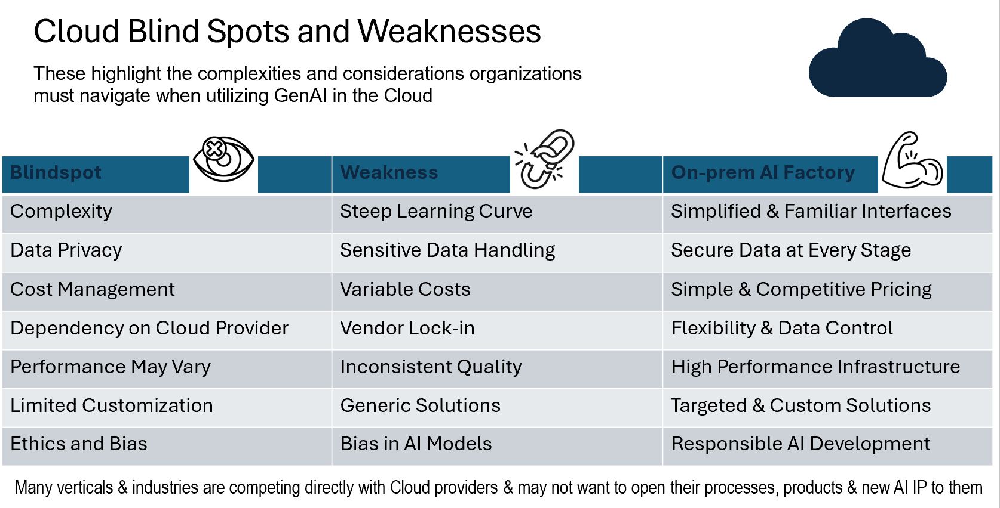 Cloud Blind Spots and Weaknesses
These highlight the complexities and considerations organizations
must navigate when utilizing GenAI in the Cloud
Blindspot Weakness On-prem AI Factory
Complexity Steep Learning Curve Simplified & Familiar Interfaces
Data Privacy Sensitive Data Handling Secure Data at Every Stage
Cost Management Variable Costs Simple & Competitive Pricing
Dependency on Cloud Provider Vendor Lock-in Flexibility & Data Control
Performance May Vary Inconsistent Quality High Performance Infrastructure
Limited Customization Generic Solutions Targeted & Custom Solutions
Ethics and Bias Bias in AI Models Responsible AI Development
Many verticals & industries are competing directly with Cloud providers & may not want to open their processes, products & new AI IP to them